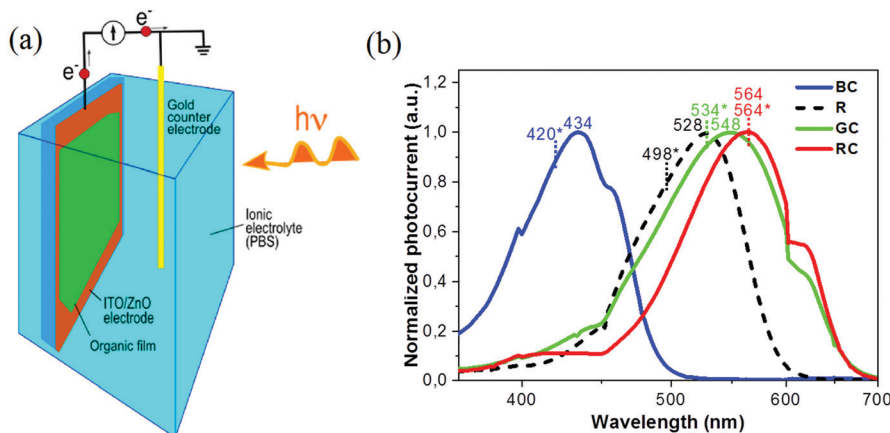 (a)
e-
e-
Gold
counter
electrode
hν
Ionic
electrolyte
(PBS)
ITO/ZnO
electrode
Organic film
(b)
Normalized photocurrent (a.u.)
1,2
1,0
0,8
0,6
0,4
0,2
0,0
400
500
600
700
Wavelength (nm)
420*
434
498*
528
534*
548
564
564*
BC
R
GC
RC